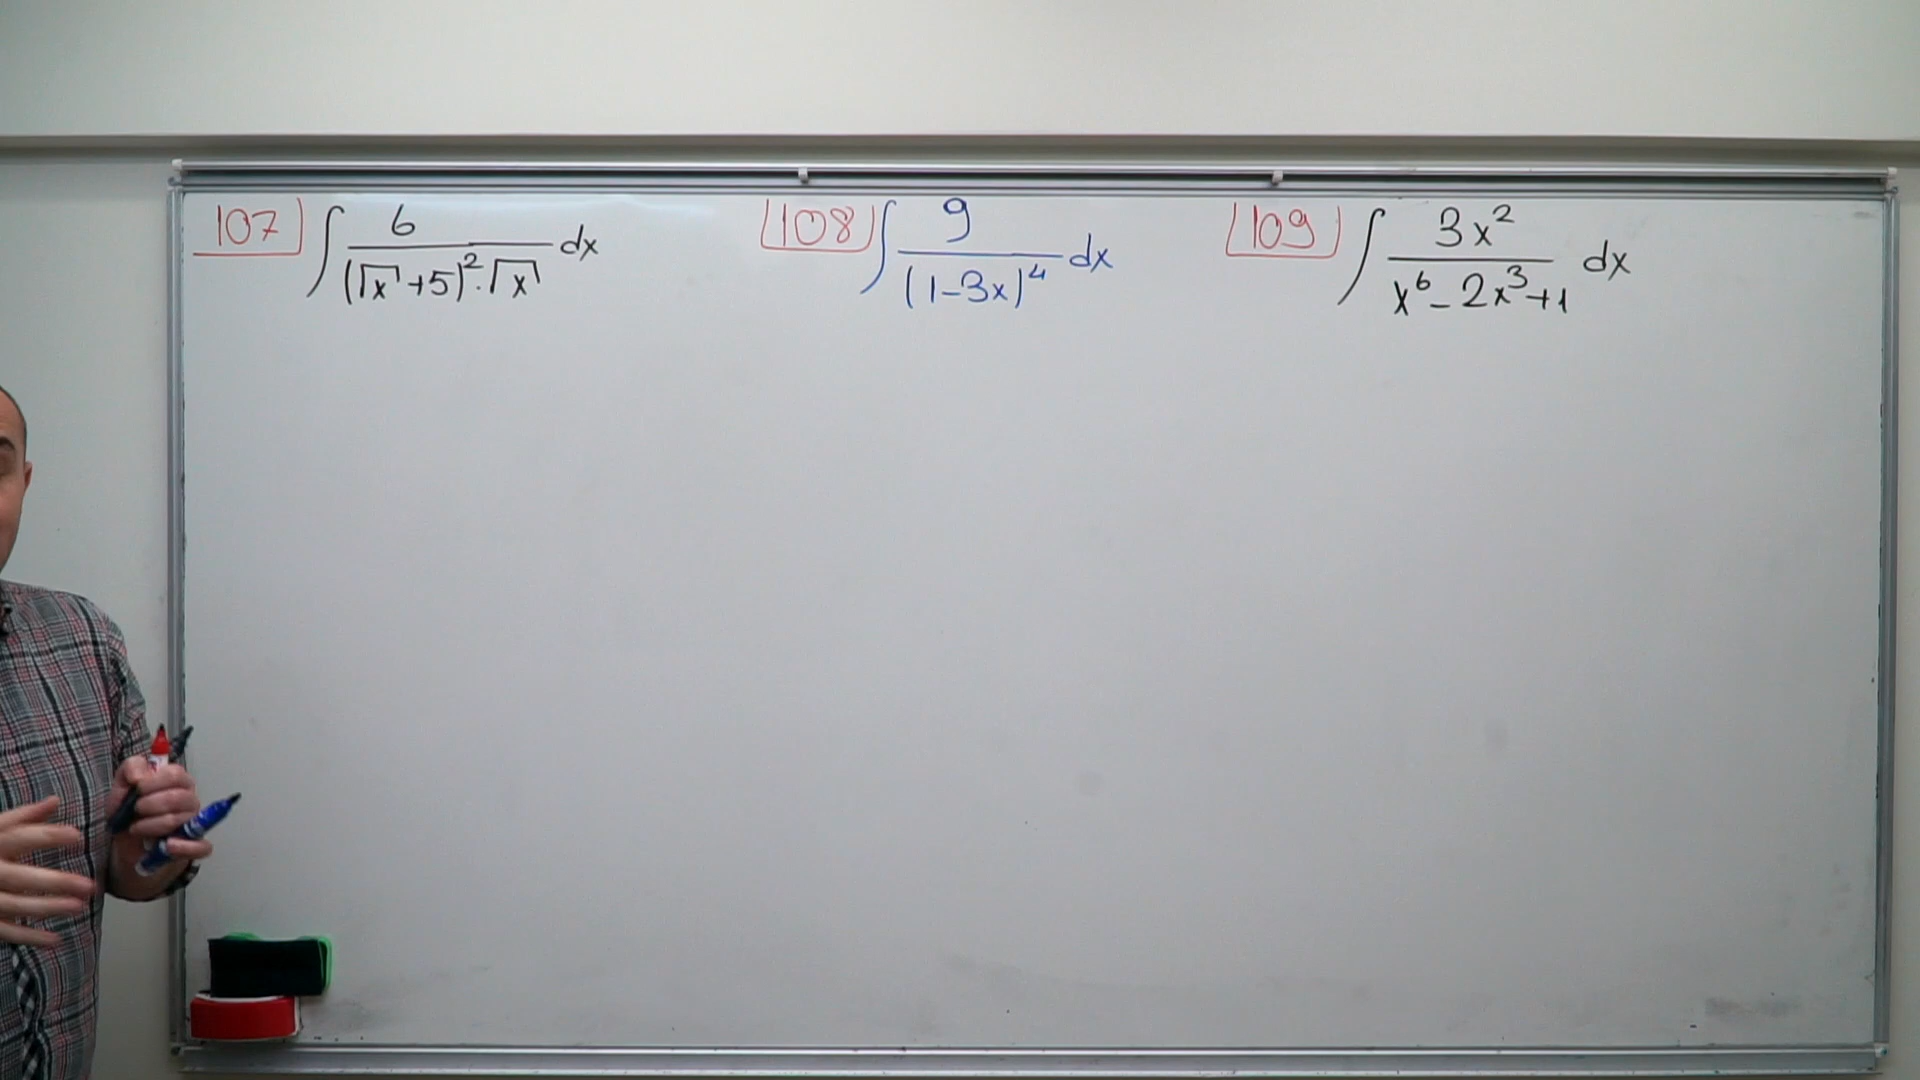 107 ∫ 6 / ((√x + 5)² · √x) dx
108 ∫ 9 / (1 - 3x)⁴ dx
109 ∫ 3x² / (x⁶ - 2x³ + 1) dx